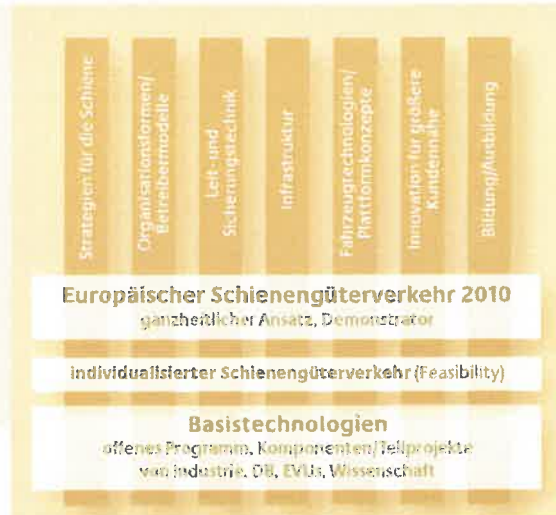 Strategien für die Schiene
Organisationsformen/
Betreibermodelle
Leit- und
Sicherungstechnik
Infrastruktur
Fahrzeugtechnologien/
Plattformkonzepte
Innovation für größere
Kundennähe
Bildung/Ausbildung
Europäischer Schienengüterverkehr 2010
ganzheitlicher Ansatz, Demonstrator
Individualisierter Schienengüterverkehr (Feasibility)
Basistechnologien
offenes Programm, Komponenten/Teilprojekte
von Industrie, DB, EVUs, Wissenschaft